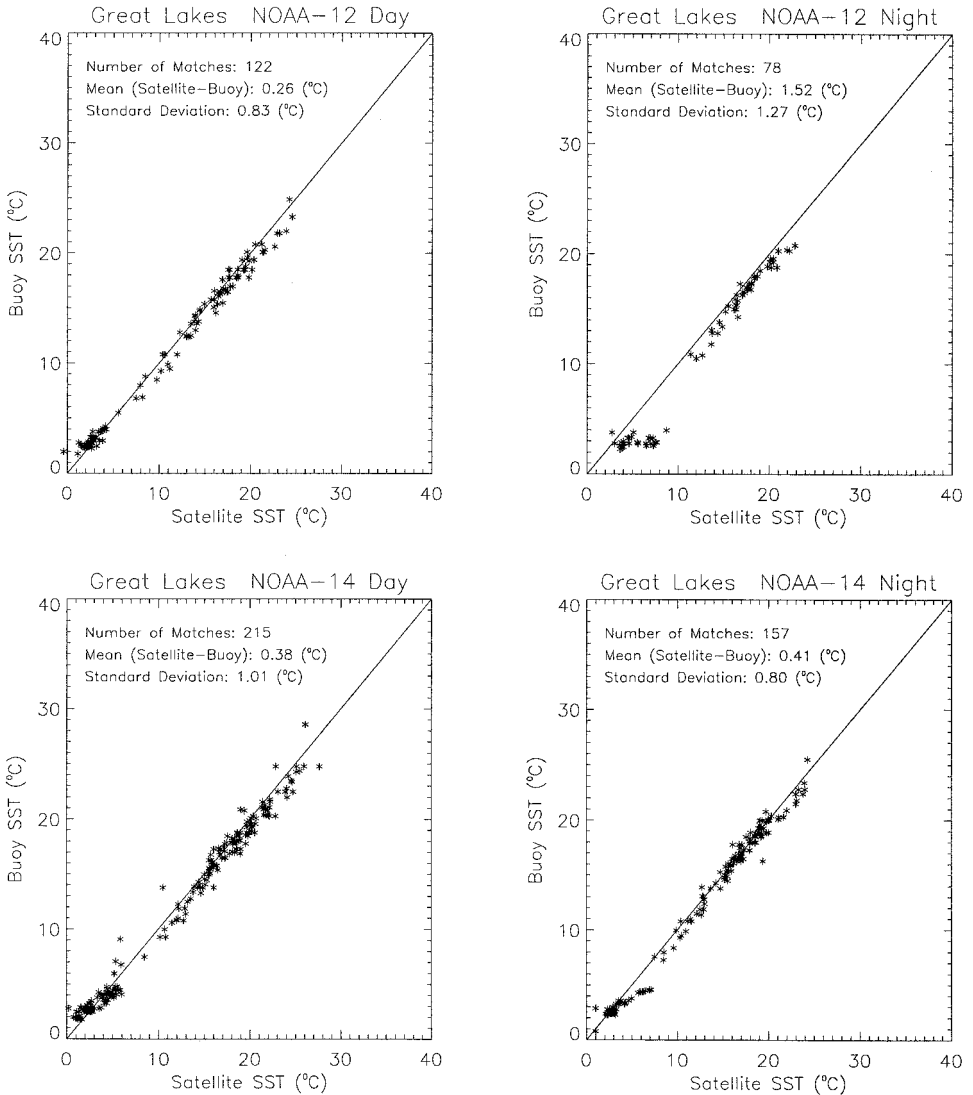 Great Lakes NOAA-12 Day
Number of Matches: 122
Mean (Satellite-Buoy): 0.26 (°C)
Standard Deviation: 0.83 (°C)
40
30
20
10
0
Buoy SST (°C)
0 10 20 30 40
Satellite SST (°C)
Great Lakes NOAA-12 Night
Number of Matches: 78
Mean (Satellite-Buoy): 1.52 (°C)
Standard Deviation: 1.27 (°C)
40
30
20
10
0
Buoy SST (°C)
0 10 20 30 40
Satellite SST (°C)
Great Lakes NOAA-14 Day
Number of Matches: 215
Mean (Satellite-Buoy): 0.38 (°C)
Standard Deviation: 1.01 (°C)
40
30
20
10
0
Buoy SST (°C)
0 10 20 30 40
Satellite SST (°C)
Great Lakes NOAA-14 Night
Number of Matches: 157
Mean (Satellite-Buoy): 0.41 (°C)
Standard Deviation: 0.80 (°C)
40
30
20
10
0
Buoy SST (°C)
0 10 20 30 40
Satellite SST (°C)